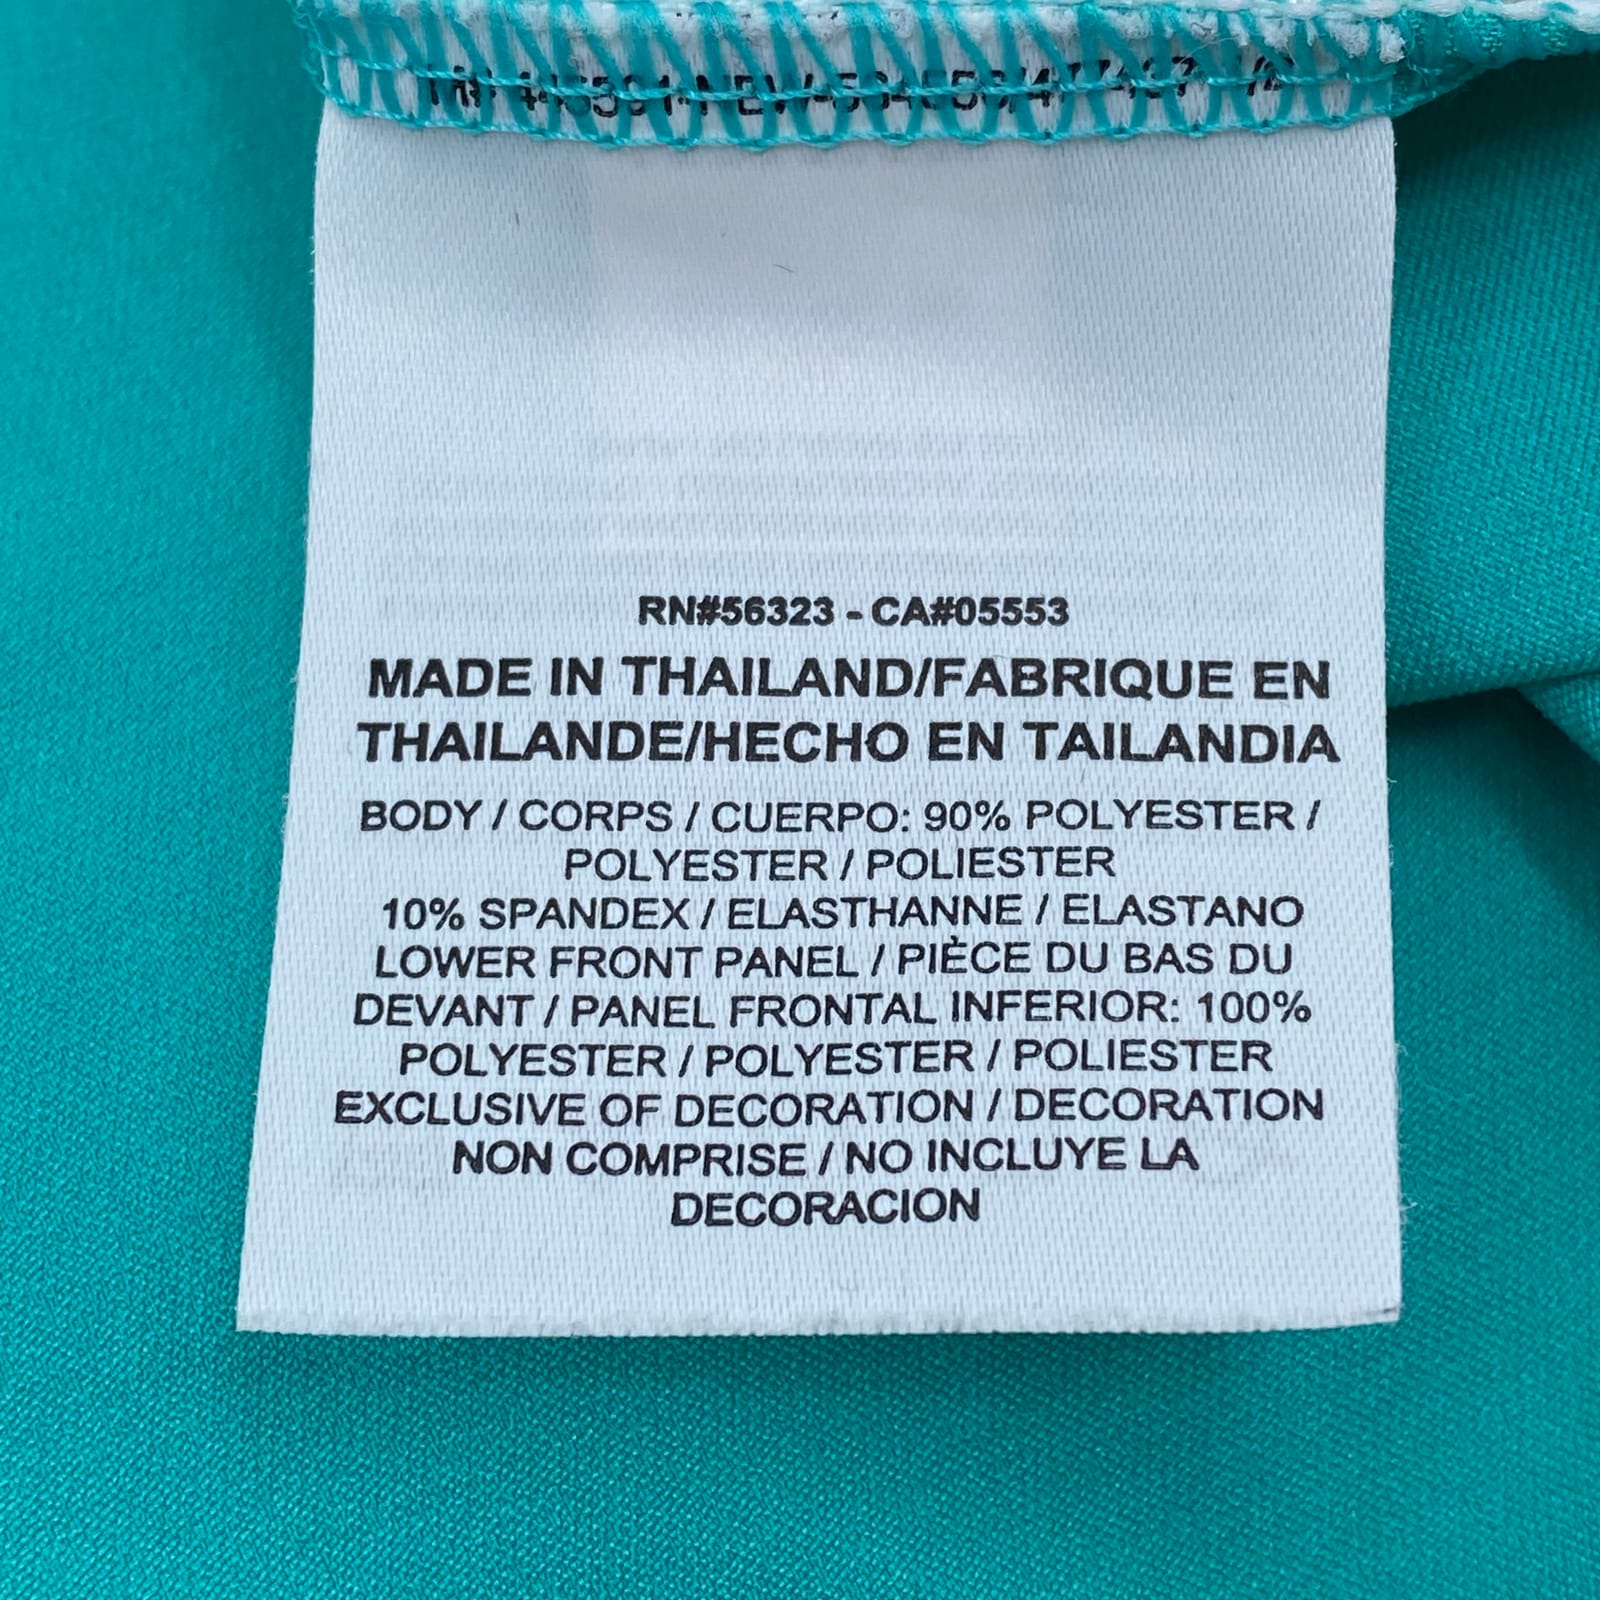 RN#56323 - CA#05553
MADE IN THAILAND/FABRIQUE EN
THAILANDE/HECHO EN TAILANDIA
BODY / CORPS / CUERPO: 90% POLYESTER /
POLYESTER / POLIESTER
10% SPANDEX / ELASTHANNE / ELASTANO
LOWER FRONT PANEL / PIÈCE DU BAS DU
DEVANT / PANEL FRONTAL INFERIOR: 100%
POLYESTER / POLYESTER / POLIESTER
EXCLUSIVE OF DECORATION / DECORATION
NON COMPRISE / NO INCLUYE LA
DECORACION